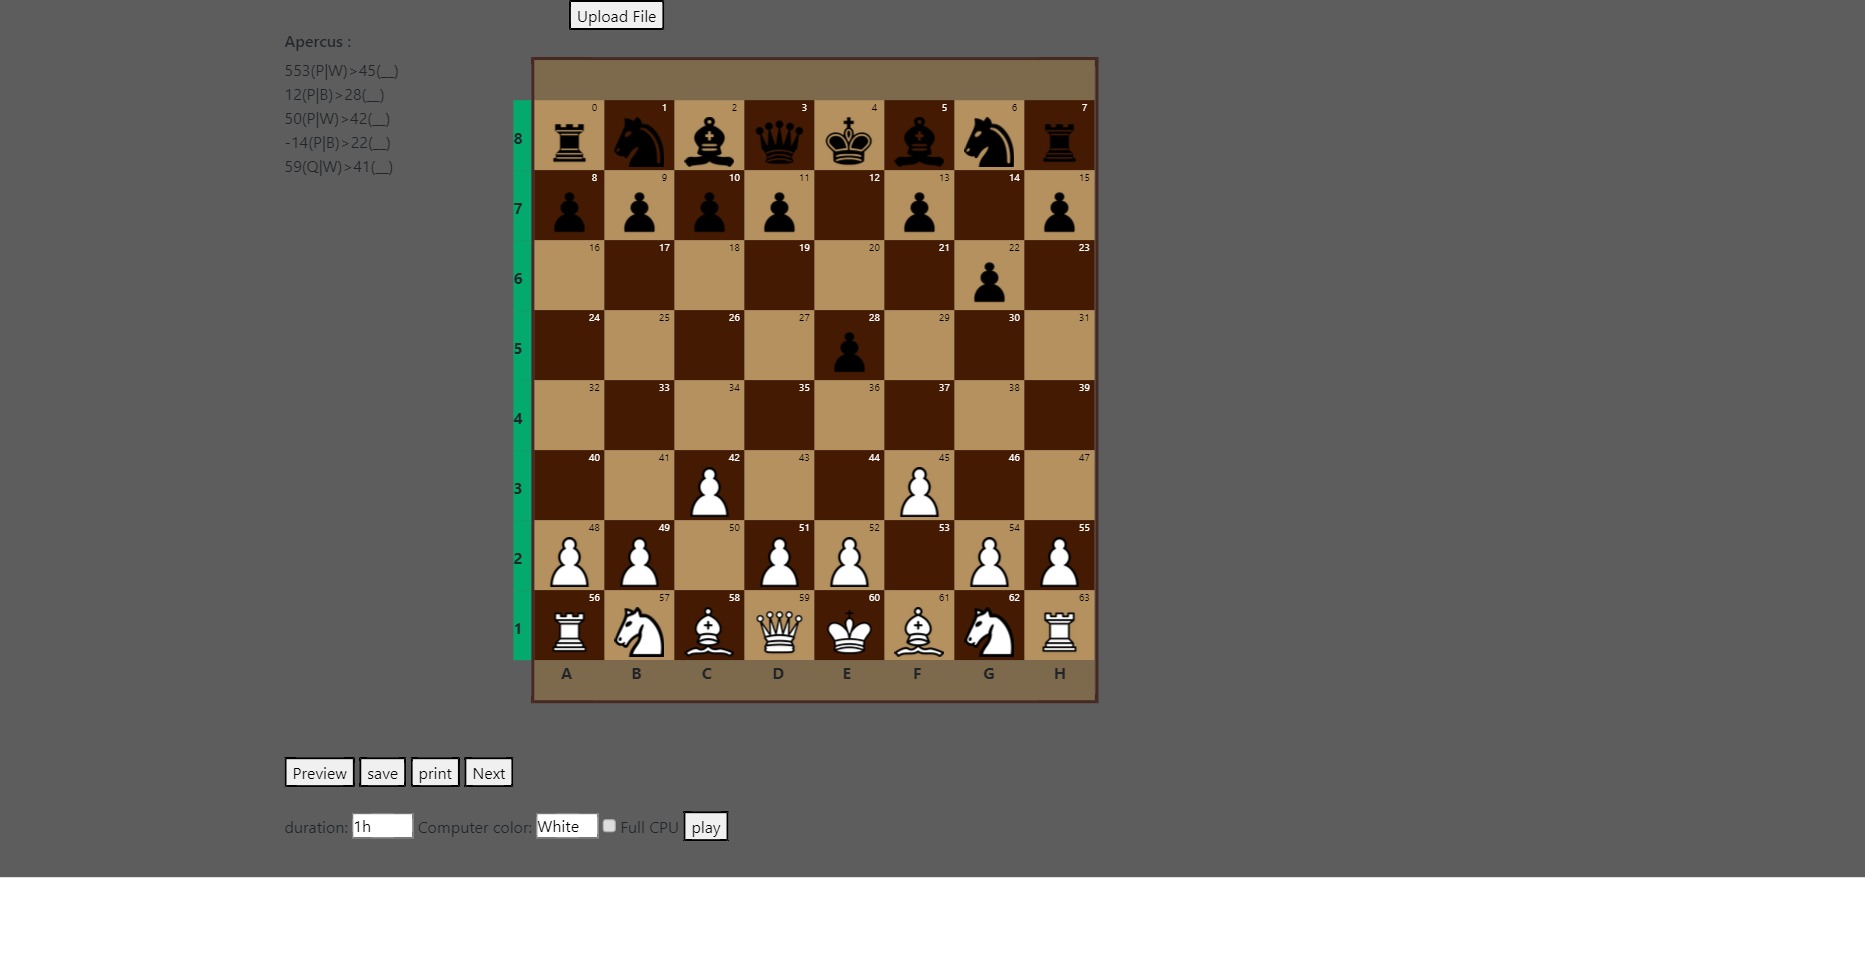 Upload File
Apercus :
553(P|W)>45(__)
12(P|B)>28(__)
50(P|W)>42(__)
-14(P|B)>22(__)
59(Q|W)>41(__)
8 0 1 2 3 4 5 6 7
7 8 9 10 11 12 13 14 15
6 16 17 18 19 20 21 22 23
5 24 25 26 27 28 29 30 31
4 32 33 34 35 36 37 38 39
3 40 41 42 43 44 45 46 47
2 48 49 50 51 52 53 54 55
1 56 57 58 59 60 61 62 63
A B C D E F G H
Preview save print Next
duration: 1h Computer color: White Full CPU play